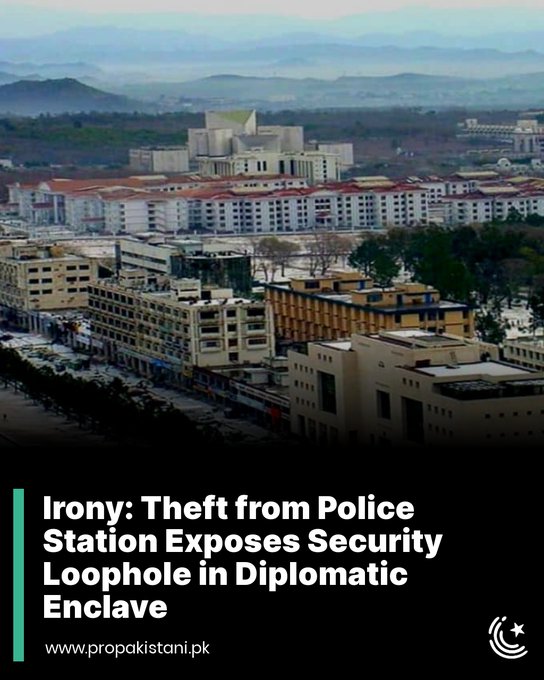 Irony: Theft from Police
Station Exposes Security
Loophole in Diplomatic
Enclave
www.propakistani.pk